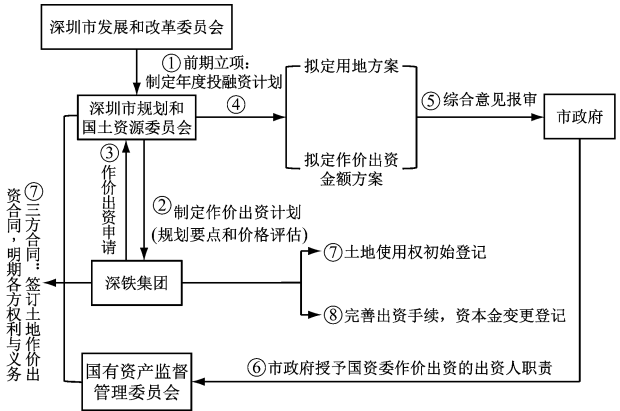 深圳市发展和改革委员会
①前期立项:
制定年度投融资计划
深圳市规划和
国土资源委员会
④
拟定用地方案
拟定作价出资
金额方案
⑤综合意见报审
市政府
③作价出资申请
②制定作价出资计划
(规划要点和价格评估)
⑦三方合同:签订土地作价出
资合同,明期各方权利与义务
深铁集团
⑦土地使用权初始登记
⑧完善出资手续,资本金变更登记
⑥市政府授予国资委作价出资的出资人职责
国有资产监督
管理委员会